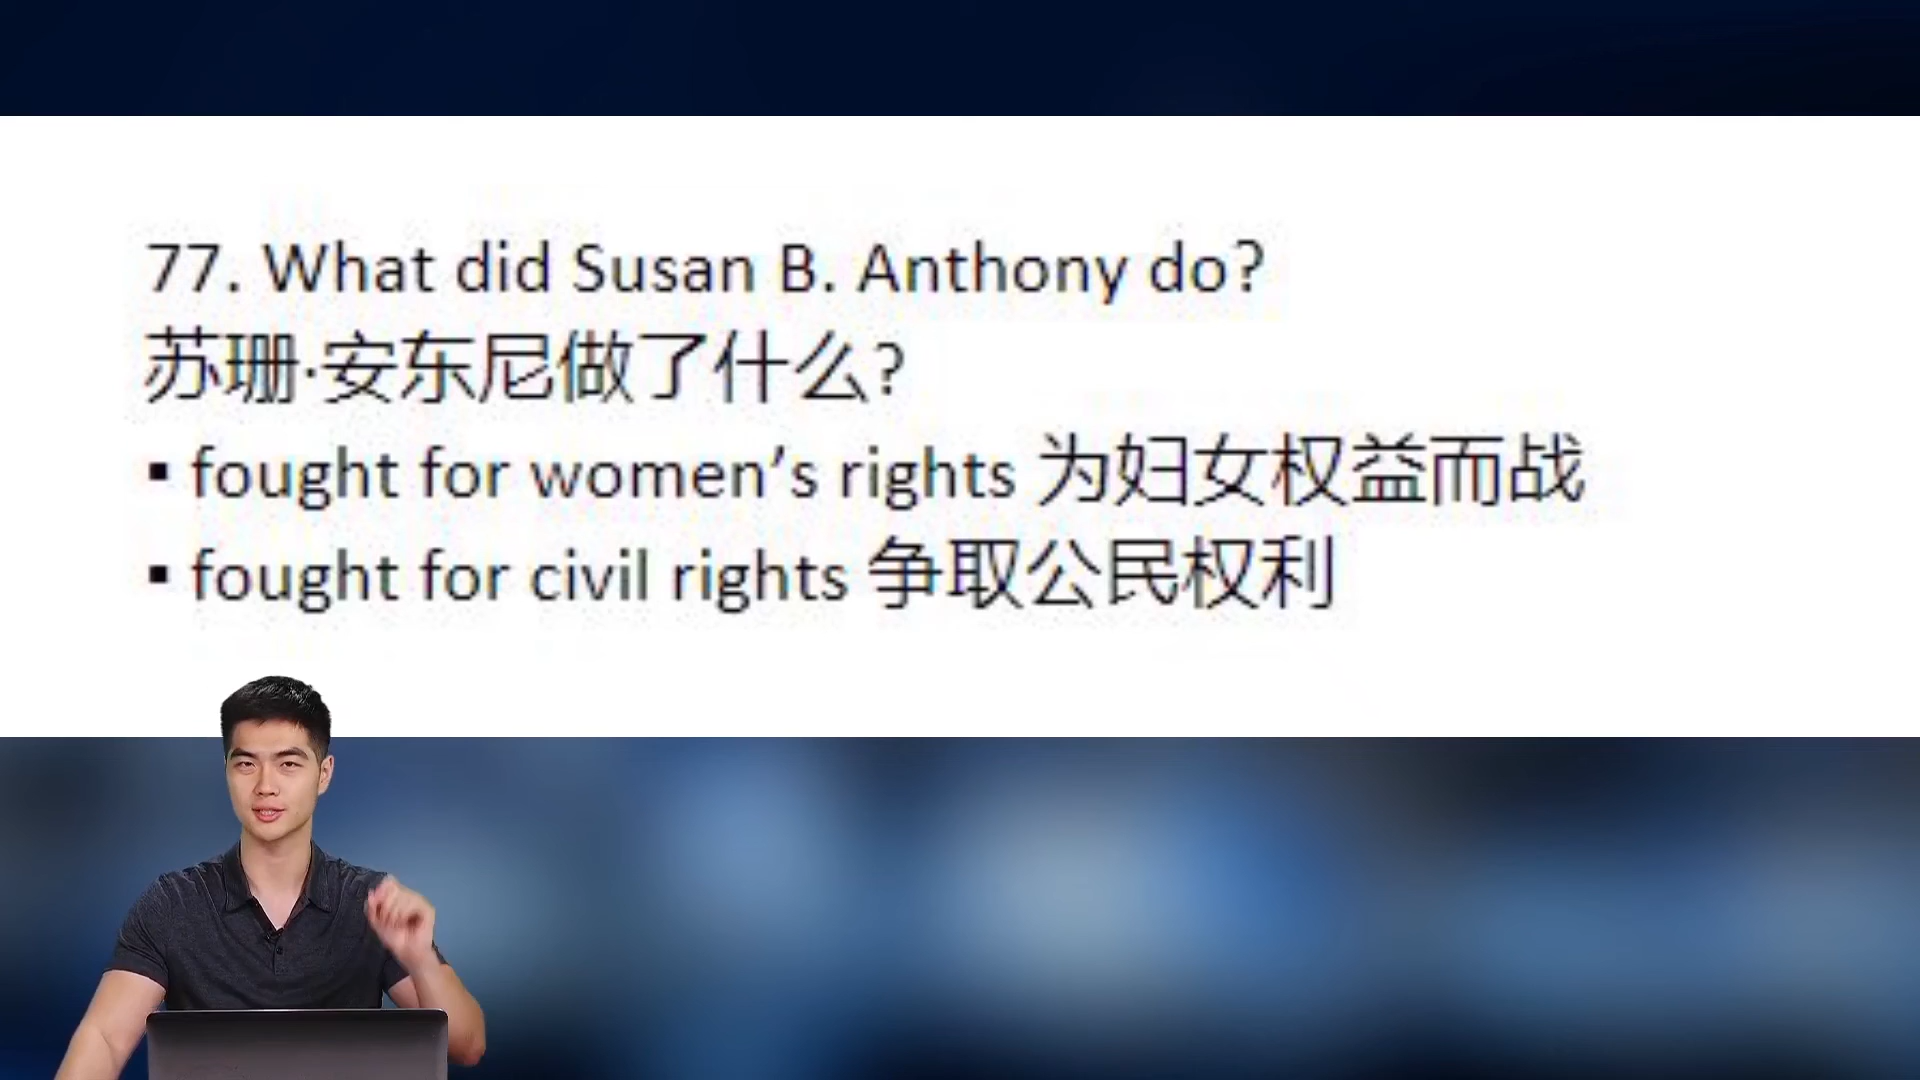 77. What did Susan B. Anthony do?
苏珊·安东尼做了什么?
▪ fought for women’s rights 为妇女权益而战
▪ fought for civil rights 争取公民权利